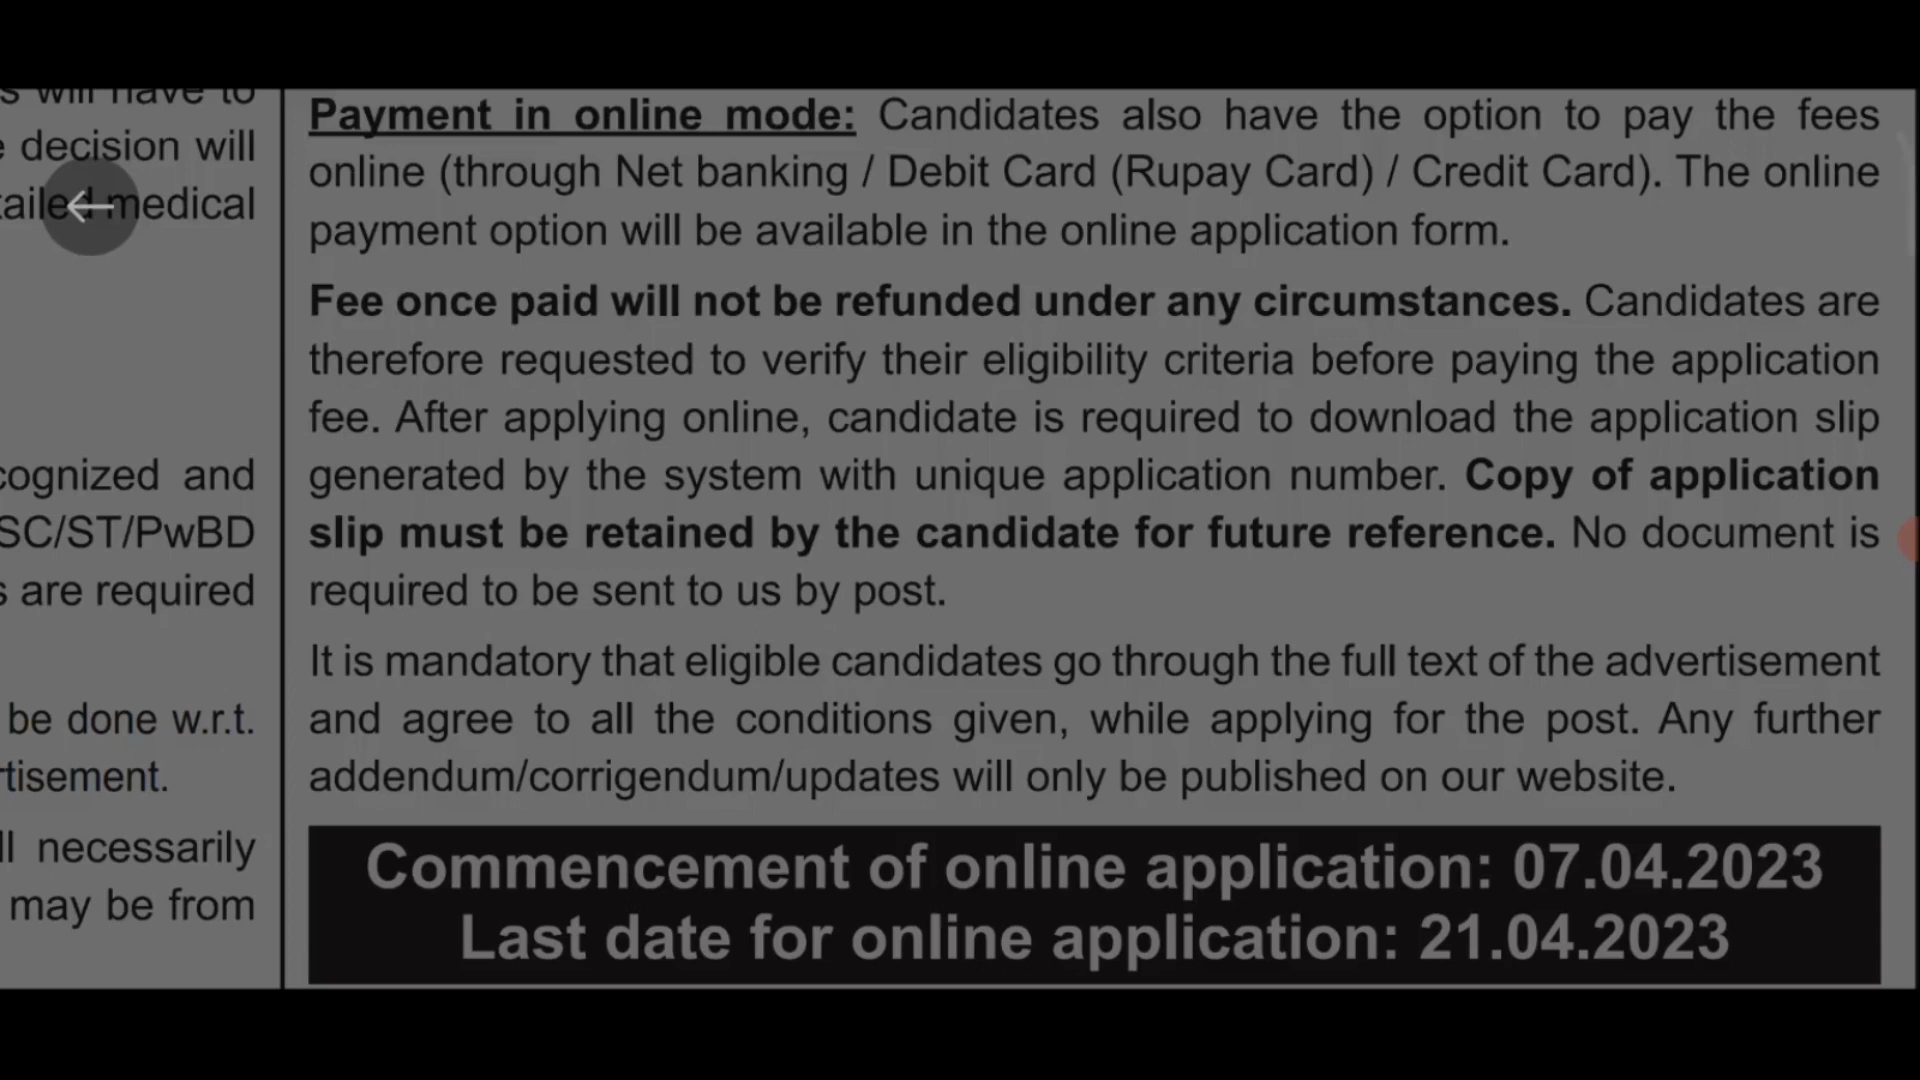 s will have to
e decision will
tailed medical
cognized and
SC/ST/PwBD
s are required
be done w.r.t.
rtisement.
ll necessarily
may be from
Payment in online mode: Candidates also have the option to pay the fees
online (through Net banking / Debit Card (Rupay Card) / Credit Card). The online
payment option will be available in the online application form.
Fee once paid will not be refunded under any circumstances. Candidates are
therefore requested to verify their eligibility criteria before paying the application
fee. After applying online, candidate is required to download the application slip
generated by the system with unique application number. Copy of application
slip must be retained by the candidate for future reference. No document is
required to be sent to us by post.
It is mandatory that eligible candidates go through the full text of the advertisement
and agree to all the conditions given, while applying for the post. Any further
addendum/corrigendum/updates will only be published on our website.
Commencement of online application: 07.04.2023
Last date for online application: 21.04.2023